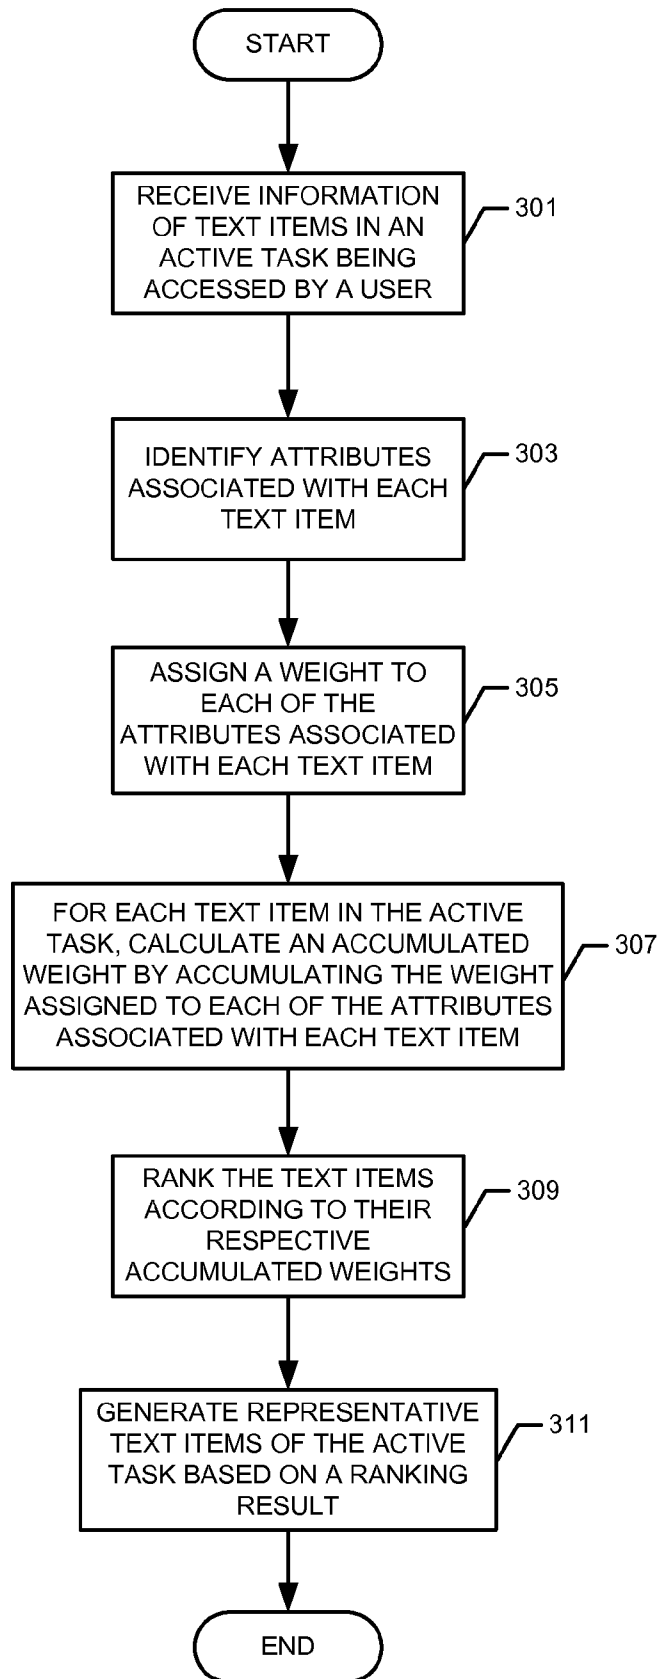 START
RECEIVE INFORMATION
OF TEXT ITEMS IN AN
ACTIVE TASK BEING
ACCESSED BY A USER
301
IDENTIFY ATTRIBUTES
ASSOCIATED WITH EACH
TEXT ITEM
303
ASSIGN A WEIGHT TO
EACH OF THE
ATTRIBUTES ASSOCIATED
WITH EACH TEXT ITEM
305
FOR EACH TEXT ITEM IN THE ACTIVE
TASK, CALCULATE AN ACCUMULATED
WEIGHT BY ACCUMULATING THE WEIGHT
ASSIGNED TO EACH OF THE ATTRIBUTES
ASSOCIATED WITH EACH TEXT ITEM
307
RANK THE TEXT ITEMS
ACCORDING TO THEIR
RESPECTIVE
ACCUMULATED WEIGHTS
309
GENERATE REPRESENTATIVE
TEXT ITEMS OF THE ACTIVE
TASK BASED ON A RANKING
RESULT
311
END